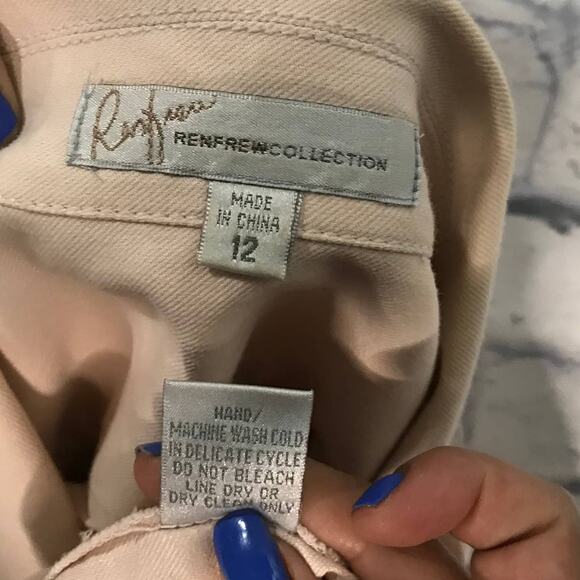 Renfrew
RENFREWCOLLECTION
MADE
IN CHINA
12
HAND/
MACHINE WASH COLD
IN DELICATE CYCLE
DO NOT BLEACH
LINE DRY OR
DRY CLEAN ONLY